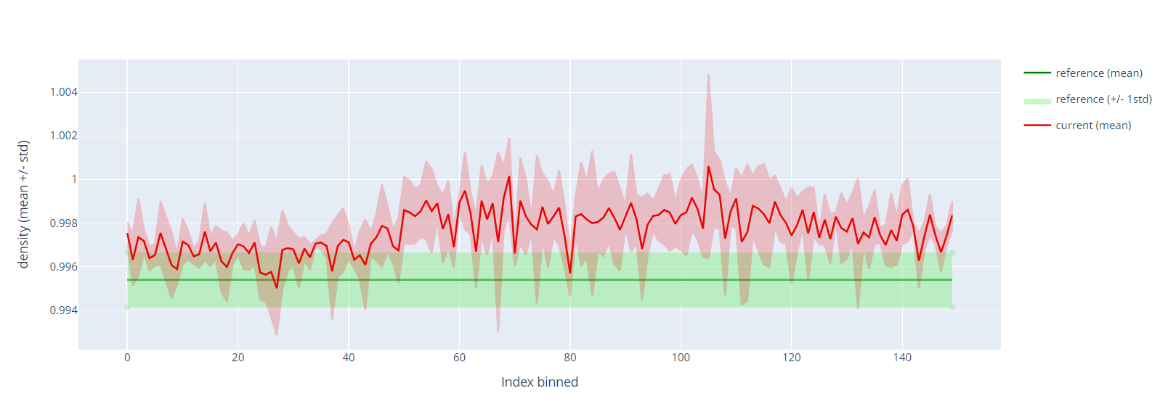 1.004
1.002
1
0.998
0.996
0.994
density (mean +/- std)
0
20
40
60
80
100
120
140
Index binned
reference (mean)
reference (+/- 1std)
current (mean)